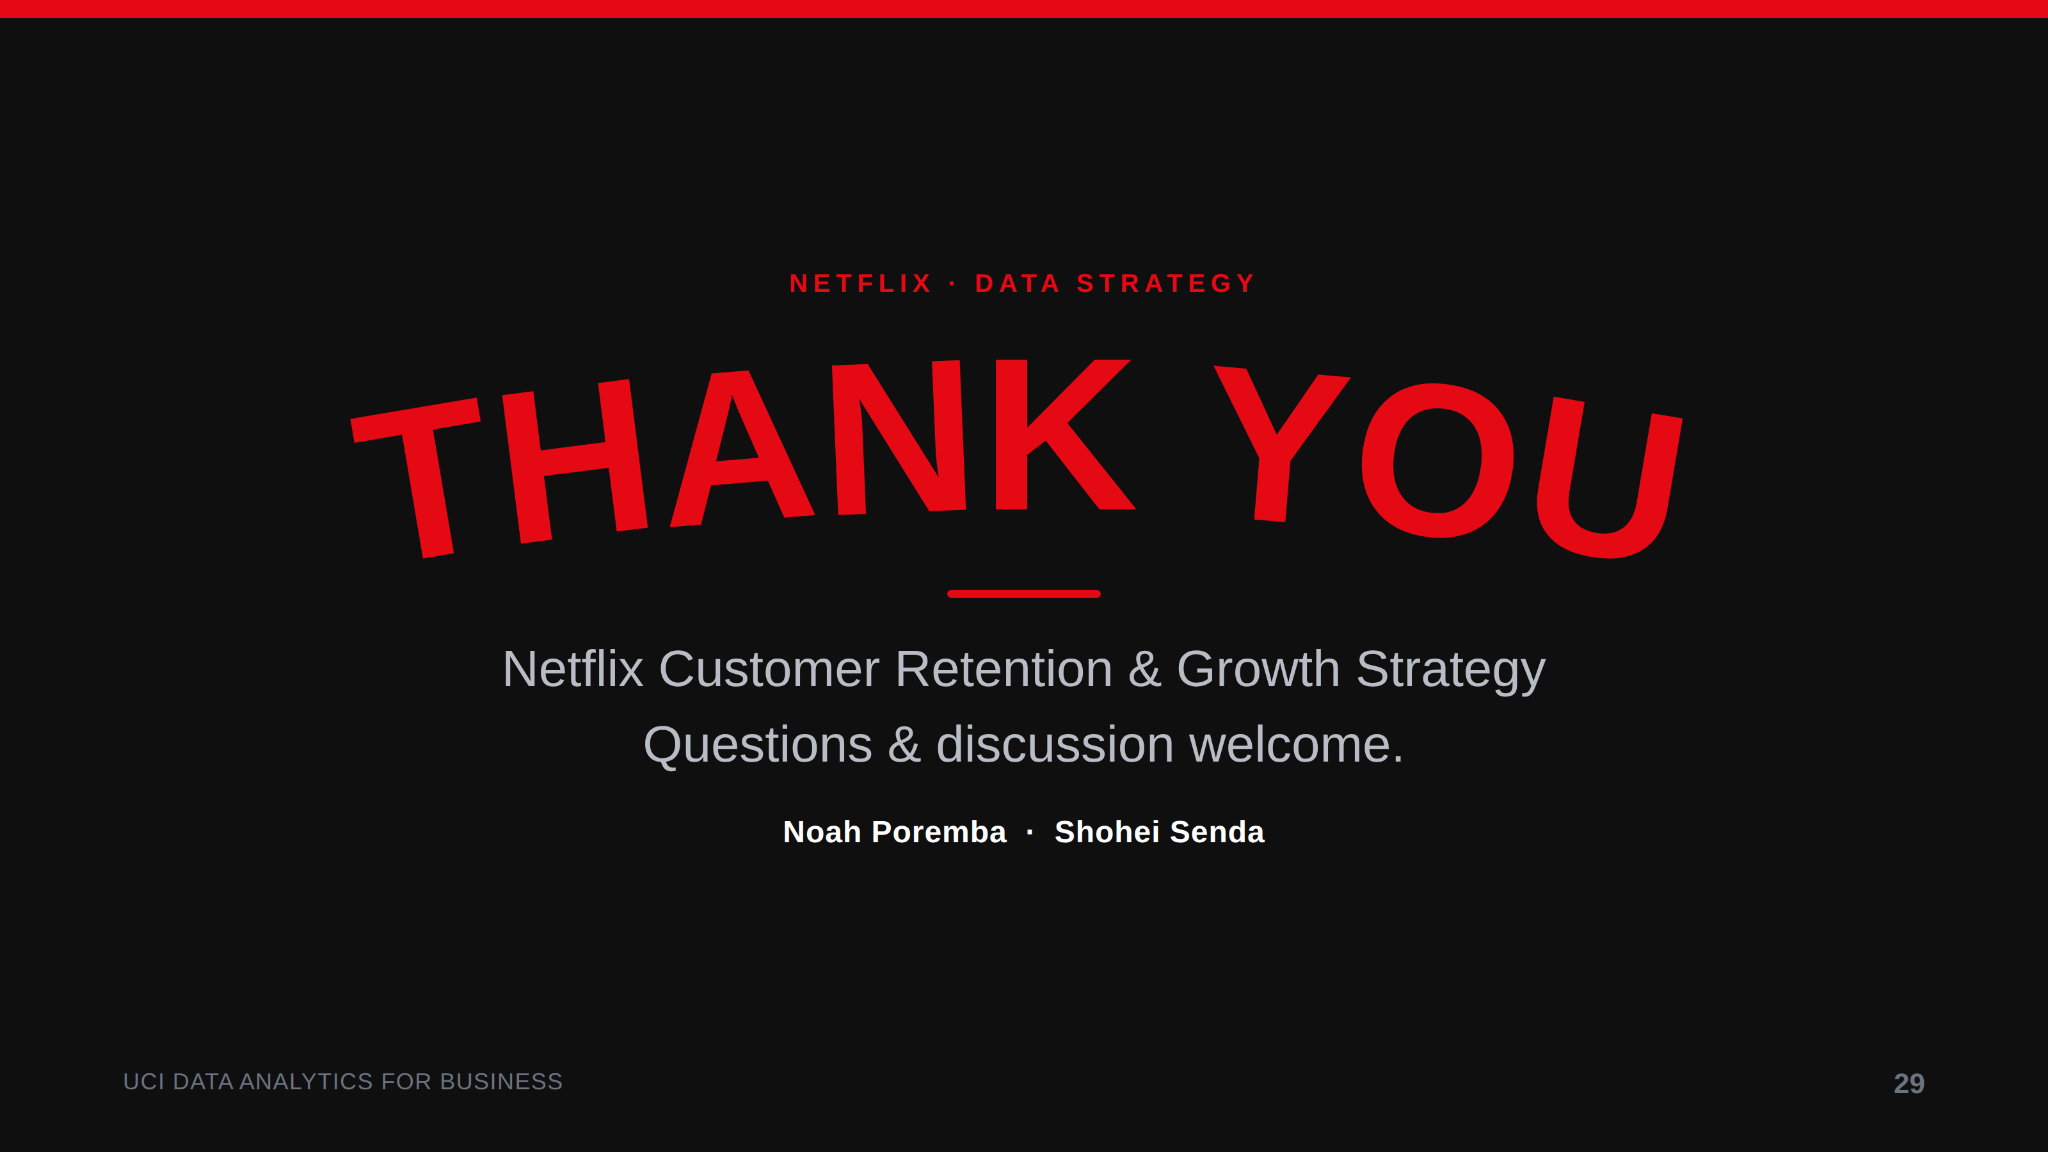 NETFLIX · DATA STRATEGY
THANK YOU
Netflix Customer Retention & Growth Strategy
Questions & discussion welcome.
Noah Poremba · Shohei Senda
UCI DATA ANALYTICS FOR BUSINESS
29